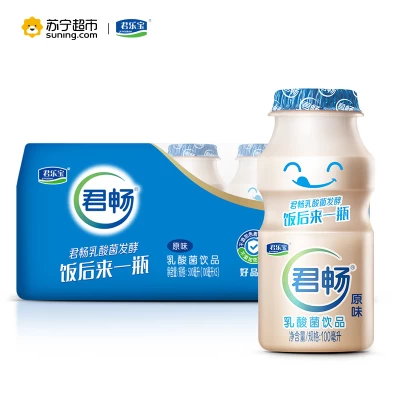 苏宁超市
suning.com
君乐宝
君乐宝
君畅
君畅乳酸菌发酵
饭后来一瓶
原味
乳酸菌饮品
好品
君畅乳酸菌发酵
饭后来一瓶
君乐宝
君畅
原味
乳酸菌饮品
净含量/规格:100毫升